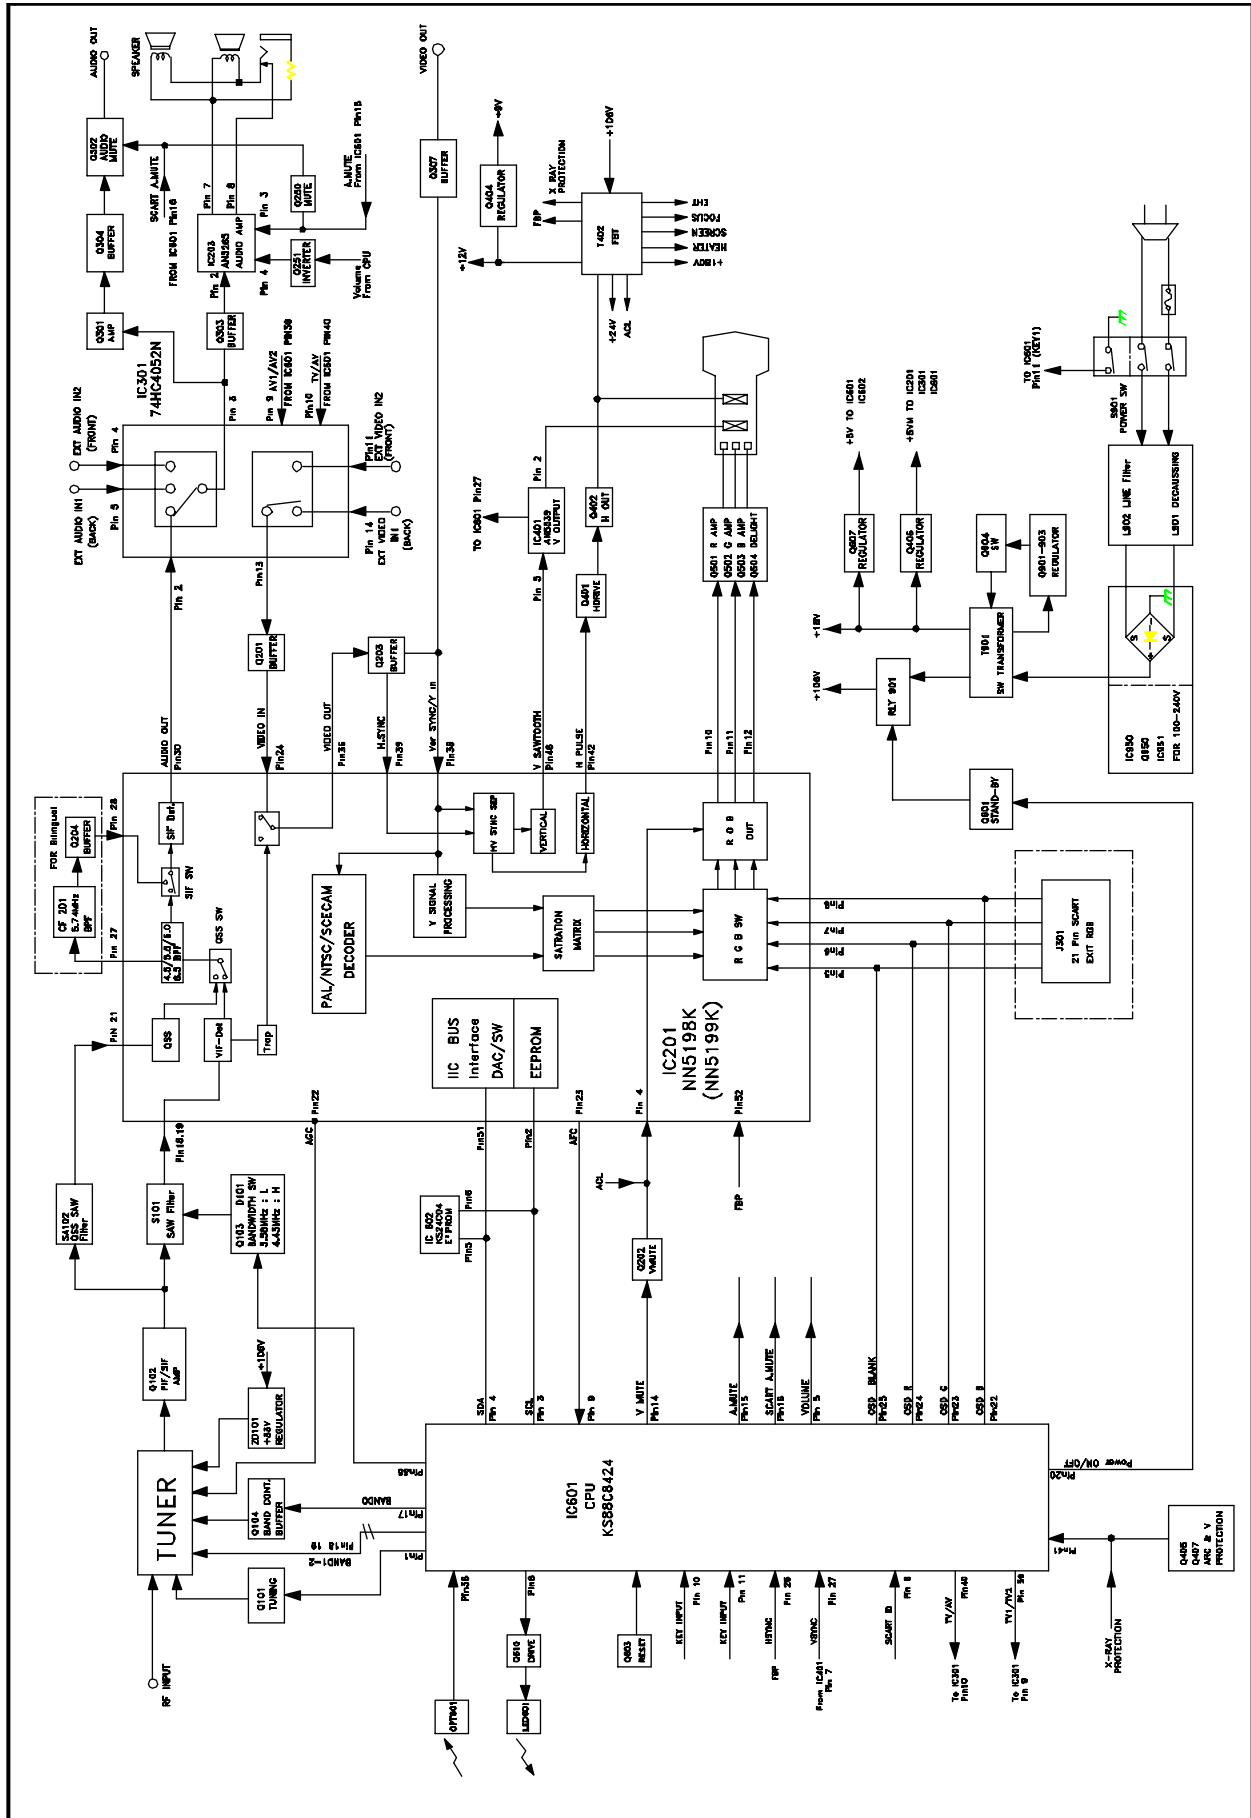 AUDIO OUT
SPEAKER
VIDEO OUT
Q302
AUDIO
MUTE
SCART A.MUTE
FROM IC601 Pin16
Pin 7
Pin 8
Pin 3
Q250
MUTE
A.MUTE
From IC601 Pin15
Q304
BUFFER
IC203
AN5265
AUDIO AMP
Pin 2
Pin 4
Q251
INVERTER
Volume
From CPU
Q301
AMP
Q303
BUFFER
IC301
74HC4052N
Pin 3
Pin 9 AV1/AV2
FROM IC601 PIN39
Pin10 TV/AV
FROM IC601 PIN40
EXT AUDIO IN2
(FRONT)
Pin 4
EXT AUDIO IN1
(BACK)
Pin 5
Pin11
EXT VIDEO IN2
(FRONT)
Pin 14
EXT VIDEO
IN1
(BACK)
Pin 2
Pin13
Q201
BUFFER
Q203
BUFFER
Q307
BUFFER
+9V
Q404
REGULATOR
+12V
X RAY
PROTECTION
FBP
+106V
T402
FBT
EHT
FOCUS
SCREEN
HEATER
+180V
+24V
ACL
TO IC601 Pin27
Pin 2
IC401
AN5539
V OUTPUT
Pin 5
Q402
H OUT
Q401
HDRIVE
Q501 R AMP
Q502 G AMP
Q503 B AMP
Q504 DELIGHT
+5V TO IC601
IC602
+5VM TO IC201
IC301
IC601
Q607
REGULATOR
Q405
REGULATOR
Q904
SW
Q901-903
REGULATOR
+15V
+106V
RLY 901
T901
SW TRANSFORMER
TO IC601
Pin11 (KEY1)
S901
POWER SW
L902 LINE Filter
L901 DEGAUSSING
IC950
Q950
IC951
FOR 100-240V
Q801
STAND-BY
AUDIO OUT
Pin30
VIDEO IN
Pin24
VIDEO OUT
Pin36
H.SYNC
Pin39
Ver SYNC/Y in
Pin38
V SAWTOOTH
Pin46
H PULSE
Pin42
Pin10
Pin11
Pin12
FOR Bilingual
Q204
BUFFER
CF 201
5.74MHz
BPF
Pin 28
Pin 27
SIF Det.
SIF SW
4.5/5.5/6.0
6.5 BPF
QSS SW
PIN 21
QSS
VIF-Det
Trap
HV SYNC SEP
VERTICAL
HORIZONTAL
PAL/NTSC/SCECAM
DECODER
Y SIGNAL
PROCESSING
SATRATION
MATRIX
R G B
OUT
R G B SW
Pin8
Pin7
Pin6
Pin5
J301
21 Pin SCART
EXIT RGB
IIC BUS
Interface
DAC/SW
EEPROM
IC201
NN5198K
(NN5199K)
Pin18.19
AGC
Pin22
Pin51
Pin2
AFC
Pin23
Pin 4
Pin52
SA102
QSS SAW
Filter
S101
SAW Filter
Q103 D101
BANDWIDTH SW
3.58MHz : L
4.43MHz : H
IC 602
KS24C04
E²PROM
Pin5
Pin6
ACL
Q202
VMUTE
FBP
Q102
PIF/SIF
AMP
+106V
ZD101
+33V
REGULATOR
Q104
BAND CONT.
BUFFER
TUNER
Q101
TUNING
RF INPUT
BAND0
Pin17
BAND1-2
Pin18 19
Pin1
SDA
Pin 4
SCL
Pin 3
Pin 9
V MUTE
Pin14
A.MUTE
Pin15
SCART A.MUTE
Pin16
VOLUME
Pin 5
OSD BLANK
Pin25
OSD R
Pin24
OSD G
Pin23
OSD B
Pin22
IC601
CPU
KS88C8424
Power ON/OFF
Pin20
Pin41
Q406
Q407
ARC & V
PROTECTION
X-RAY
PROTECTION
Pin35
OPT601
Pin6
Q610
DRIVE
LED601
Q603
RESET
KEY INPUT
Pin 10
KEY INPUT
Pin 11
HSYNC
Pin 26
FBP
VSYNC
Pin 27
From IC401
Pin 7
SCART ID
Pin 8
TV/AV
Pin40
To IC301
Pin10
TV1/TV2
Pin 39
To IC301
Pin 9